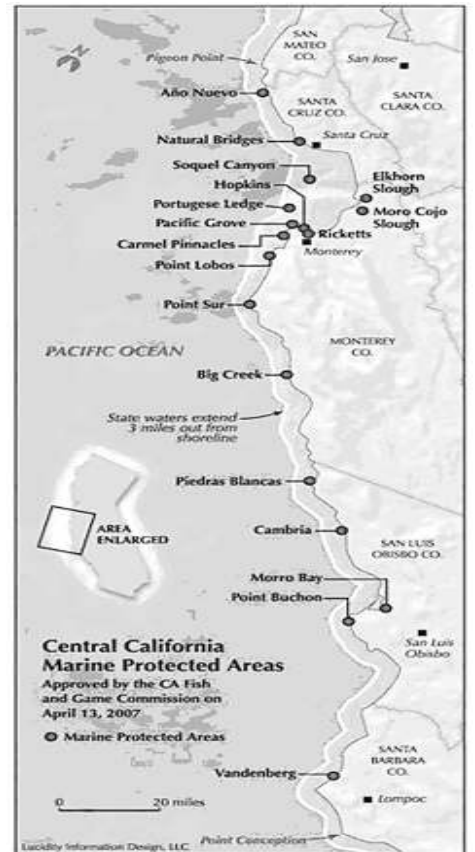 SAN
MATEO
CO.
Pigeon Point
San Jose
Año Nuevo
SANTA
CRUZ CO.
SANTA
CLARA CO.
Natural Bridges
Santa Cruz
Soquel Canyon
Hopkins
Elkhorn
Slough
Portugese Ledge
Pacific Grove
Moro Cojo
Slough
Carmel Pinnacles
Ricketts
Monterey
Point Lobos
Point Sur
PACIFIC OCEAN
MONTEREY
CO.
Big Creek
State waters extend
3 miles out from
shoreline
Piedras Blancas
AREA
ENLARGED
Cambria
SAN LUIS
OBISBO CO.
Morro Bay
Point Buchon
San Luis
Obisbo
Central California
Marine Protected Areas
Approved by the CA Fish
and Game Commission on
April 13, 2007
Marine Protected Areas
SANTA
BARBARA
CO.
Vandenberg
Lompoc
0 20 miles
Point Conception
Lucidity Information Design, LLC